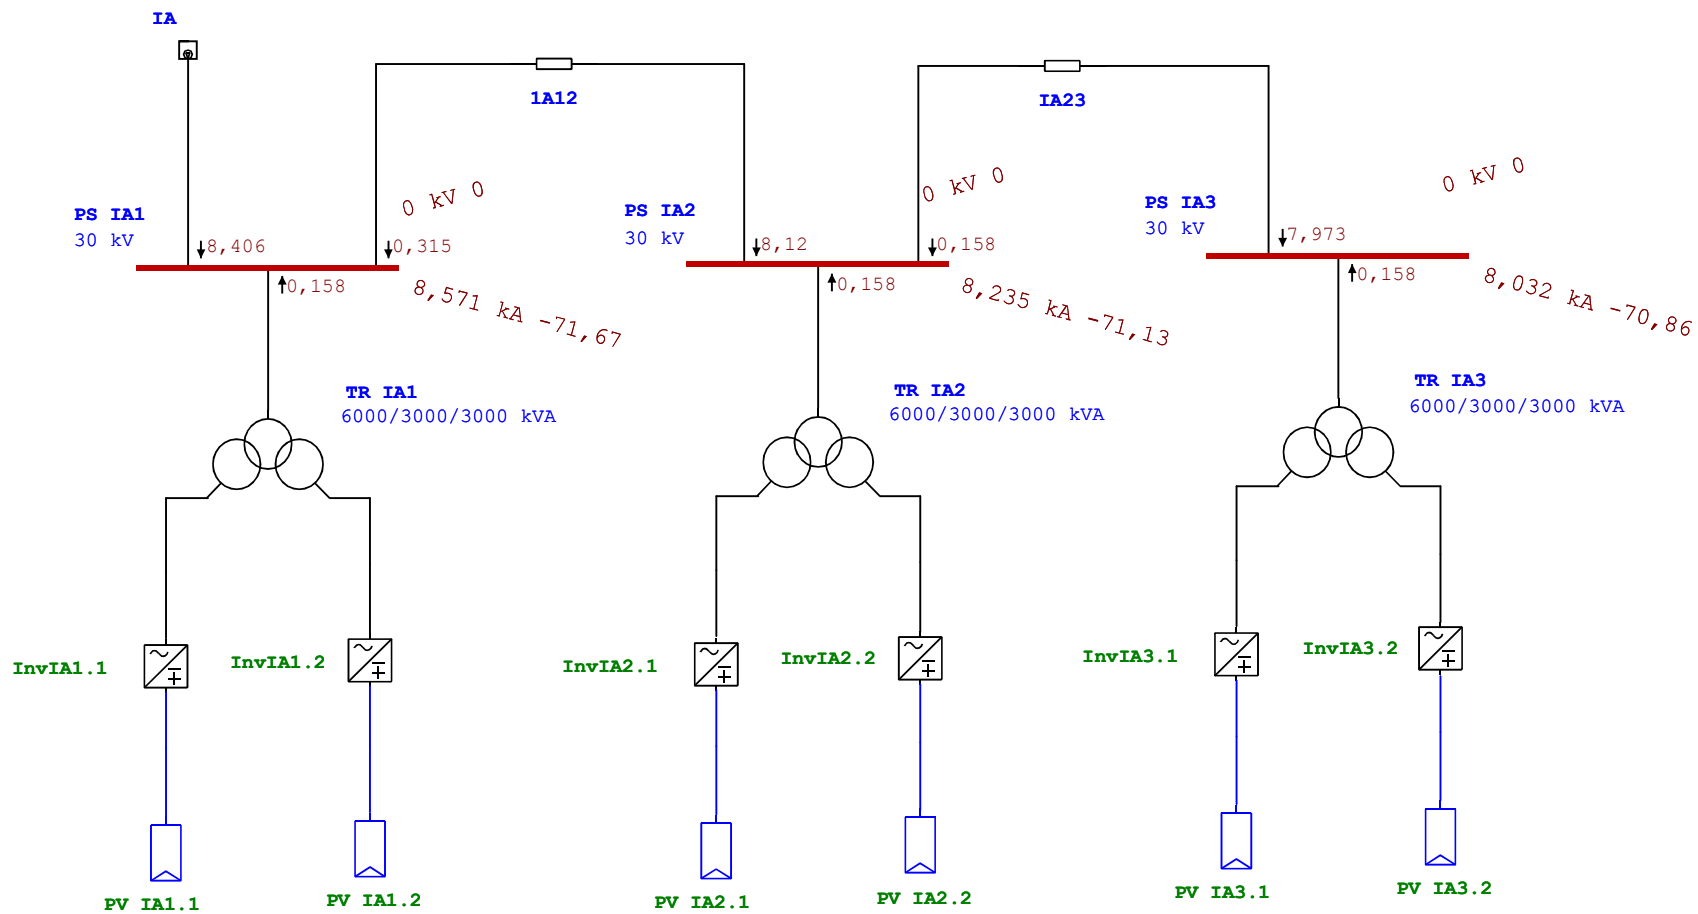 IA
1A12
IA23
0 kV 0
0 kV 0
0 kV 0
PS IA1
30 kV
PS IA2
30 kV
PS IA3
30 kV
8,406
0,315
8,12
0,158
7,973
0,158
0,158
0,158
8,571 kA -71,67
8,235 kA -71,13
8,032 kA -70,86
TR IA1
6000/3000/3000 kVA
TR IA2
6000/3000/3000 kVA
TR IA3
6000/3000/3000 kVA
InvIA1.1
InvIA1.2
InvIA2.1
InvIA2.2
InvIA3.1
InvIA3.2
PV IA1.1
PV IA1.2
PV IA2.1
PV IA2.2
PV IA3.1
PV IA3.2